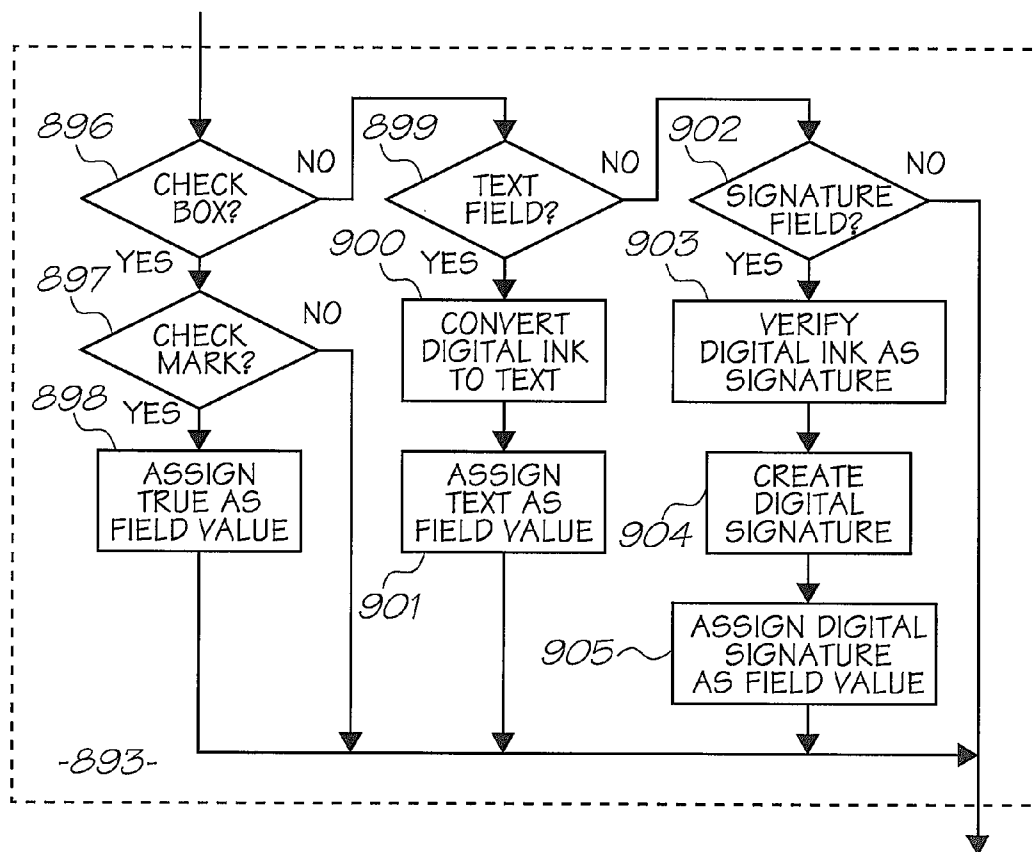 896
CHECK
BOX?
NO
YES
897
CHECK
MARK?
NO
YES
898
ASSIGN
TRUE AS
FIELD VALUE
899
TEXT
FIELD?
NO
YES
900
CONVERT
DIGITAL INK
TO TEXT
ASSIGN
TEXT AS
FIELD VALUE
901
902
SIGNATURE
FIELD?
NO
YES
903
VERIFY
DIGITAL INK AS
SIGNATURE
CREATE
DIGITAL
SIGNATURE
904
ASSIGN DIGITAL
SIGNATURE
AS FIELD VALUE
905
-893-